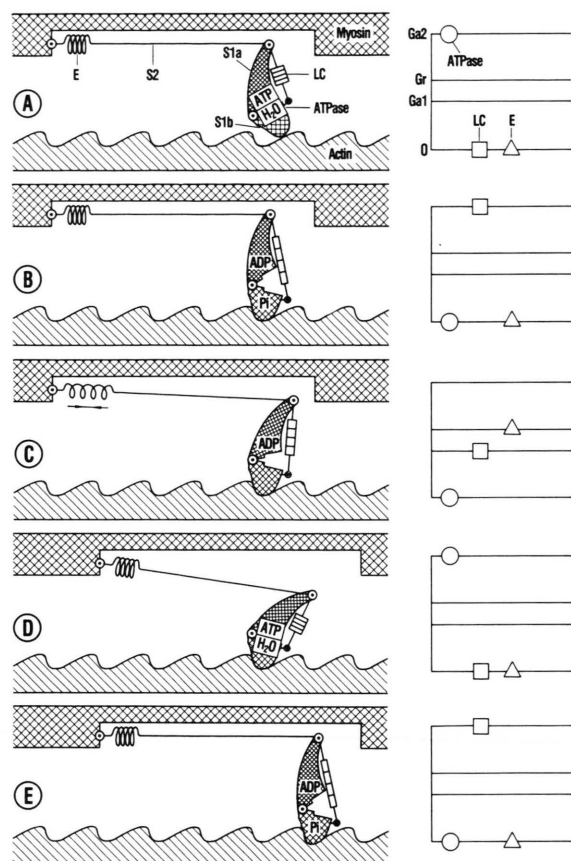 Myosin
E
S2
S1a
LC
ATP
H₂O
ATPase
S1b
Actin
A
Ga2
ATPase
Gr
Ga1
LC
E
0
ADP
Pi
B
ADP
C
ATP
H₂O
D
ADP
Pi
E